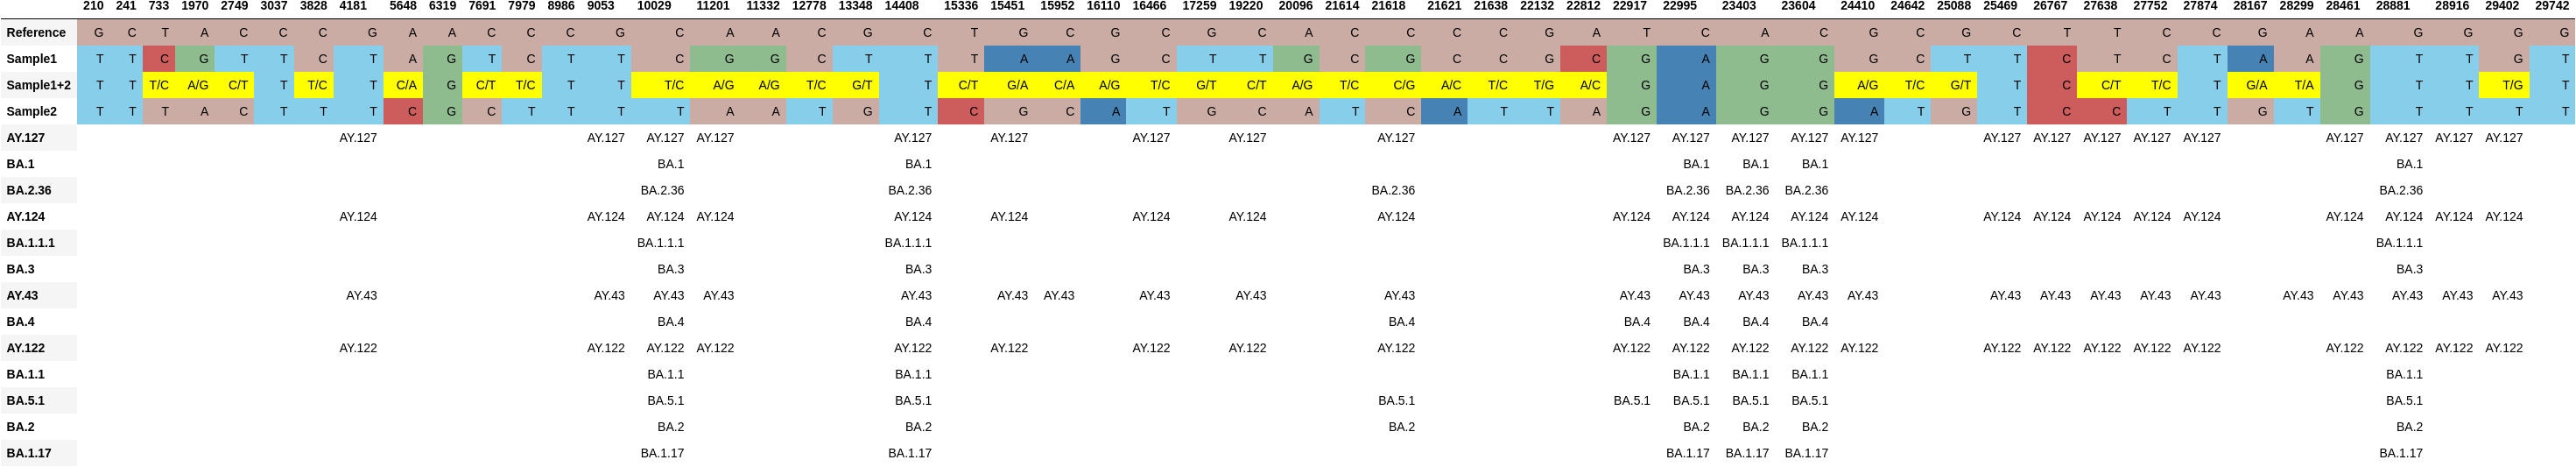 210 241 733 1970 2749 3037 3828 4181 5648 6319 7691 7979 8986 9053 10029 11201 11332 12778 13348 14408 15336 15451 15952 16110 16466 17259 19220 20096 21614 21618 21621 21638 22132 22812 22917 22995 23403 23604 24410 24642 25088 25469 26767 27638 27752 27874 28167 28299 28461 28881 28916 29402 29742
Reference G C T A C C C G A A C C C G C A A C G C T G C G C G C A C C C C G A T C A C G C G C T T C C G A A G G G G
Sample1 T T C G T T C T A G T C T T C G G C T T T A A G C T T G C G C C G C G A G G G C T T C T C T A A G T T G T
Sample1+2 T T T/C A/G C/T T T/C T C/A G C/T T/C T T T/C A/G A/G T/C G/T T C/T G/A C/A A/G T/C G/T C/T A/G T/C C/G A/C T/C T/G A/C G A G G A/G T/C G/T T C C/T T/C T G/A T/A G T T T/G T
Sample2 T T T A C T T T C G C T T T T A A T G T C G C A T G C A T C A T T A G A G G A T G T C C T T G T G T T T T
AY.127 AY.127 AY.127 AY.127 AY.127 AY.127 AY.127 AY.127 AY.127 AY.127 AY.127 AY.127 AY.127 AY.127 AY.127 AY.127 AY.127 AY.127 AY.127 AY.127 AY.127 AY.127 AY.127 AY.127
BA.1 BA.1 BA.1 BA.1 BA.1 BA.1 BA.1
BA.2.36 BA.2.36 BA.2.36 BA.2.36 BA.2.36 BA.2.36 BA.2.36 BA.2.36
AY.124 AY.124 AY.124 AY.124 AY.124 AY.124 AY.124 AY.124 AY.124 AY.124 AY.124 AY.124 AY.124 AY.124 AY.124 AY.124 AY.124 AY.124 AY.124 AY.124 AY.124 AY.124 AY.124 AY.124
BA.1.1.1 BA.1.1.1 BA.1.1.1 BA.1.1.1 BA.1.1.1 BA.1.1.1 BA.1.1.1
BA.3 BA.3 BA.3 BA.3 BA.3 BA.3 BA.3
AY.43 AY.43 AY.43 AY.43 AY.43 AY.43 AY.43 AY.43 AY.43 AY.43 AY.43 AY.43 AY.43 AY.43 AY.43 AY.43 AY.43 AY.43 AY.43 AY.43 AY.43 AY.43 AY.43 AY.43 AY.43 AY.43
BA.4 BA.4 BA.4 BA.4 BA.4 BA.4 BA.4 BA.4
AY.122 AY.122 AY.122 AY.122 AY.122 AY.122 AY.122 AY.122 AY.122 AY.122 AY.122 AY.122 AY.122 AY.122 AY.122 AY.122 AY.122 AY.122 AY.122 AY.122 AY.122 AY.122 AY.122 AY.122
BA.1.1 BA.1.1 BA.1.1 BA.1.1 BA.1.1 BA.1.1 BA.1.1
BA.5.1 BA.5.1 BA.5.1 BA.5.1 BA.5.1 BA.5.1 BA.5.1 BA.5.1 BA.5.1
BA.2 BA.2 BA.2 BA.2 BA.2 BA.2 BA.2 BA.2
BA.1.17 BA.1.17 BA.1.17 BA.1.17 BA.1.17 BA.1.17 BA.1.17